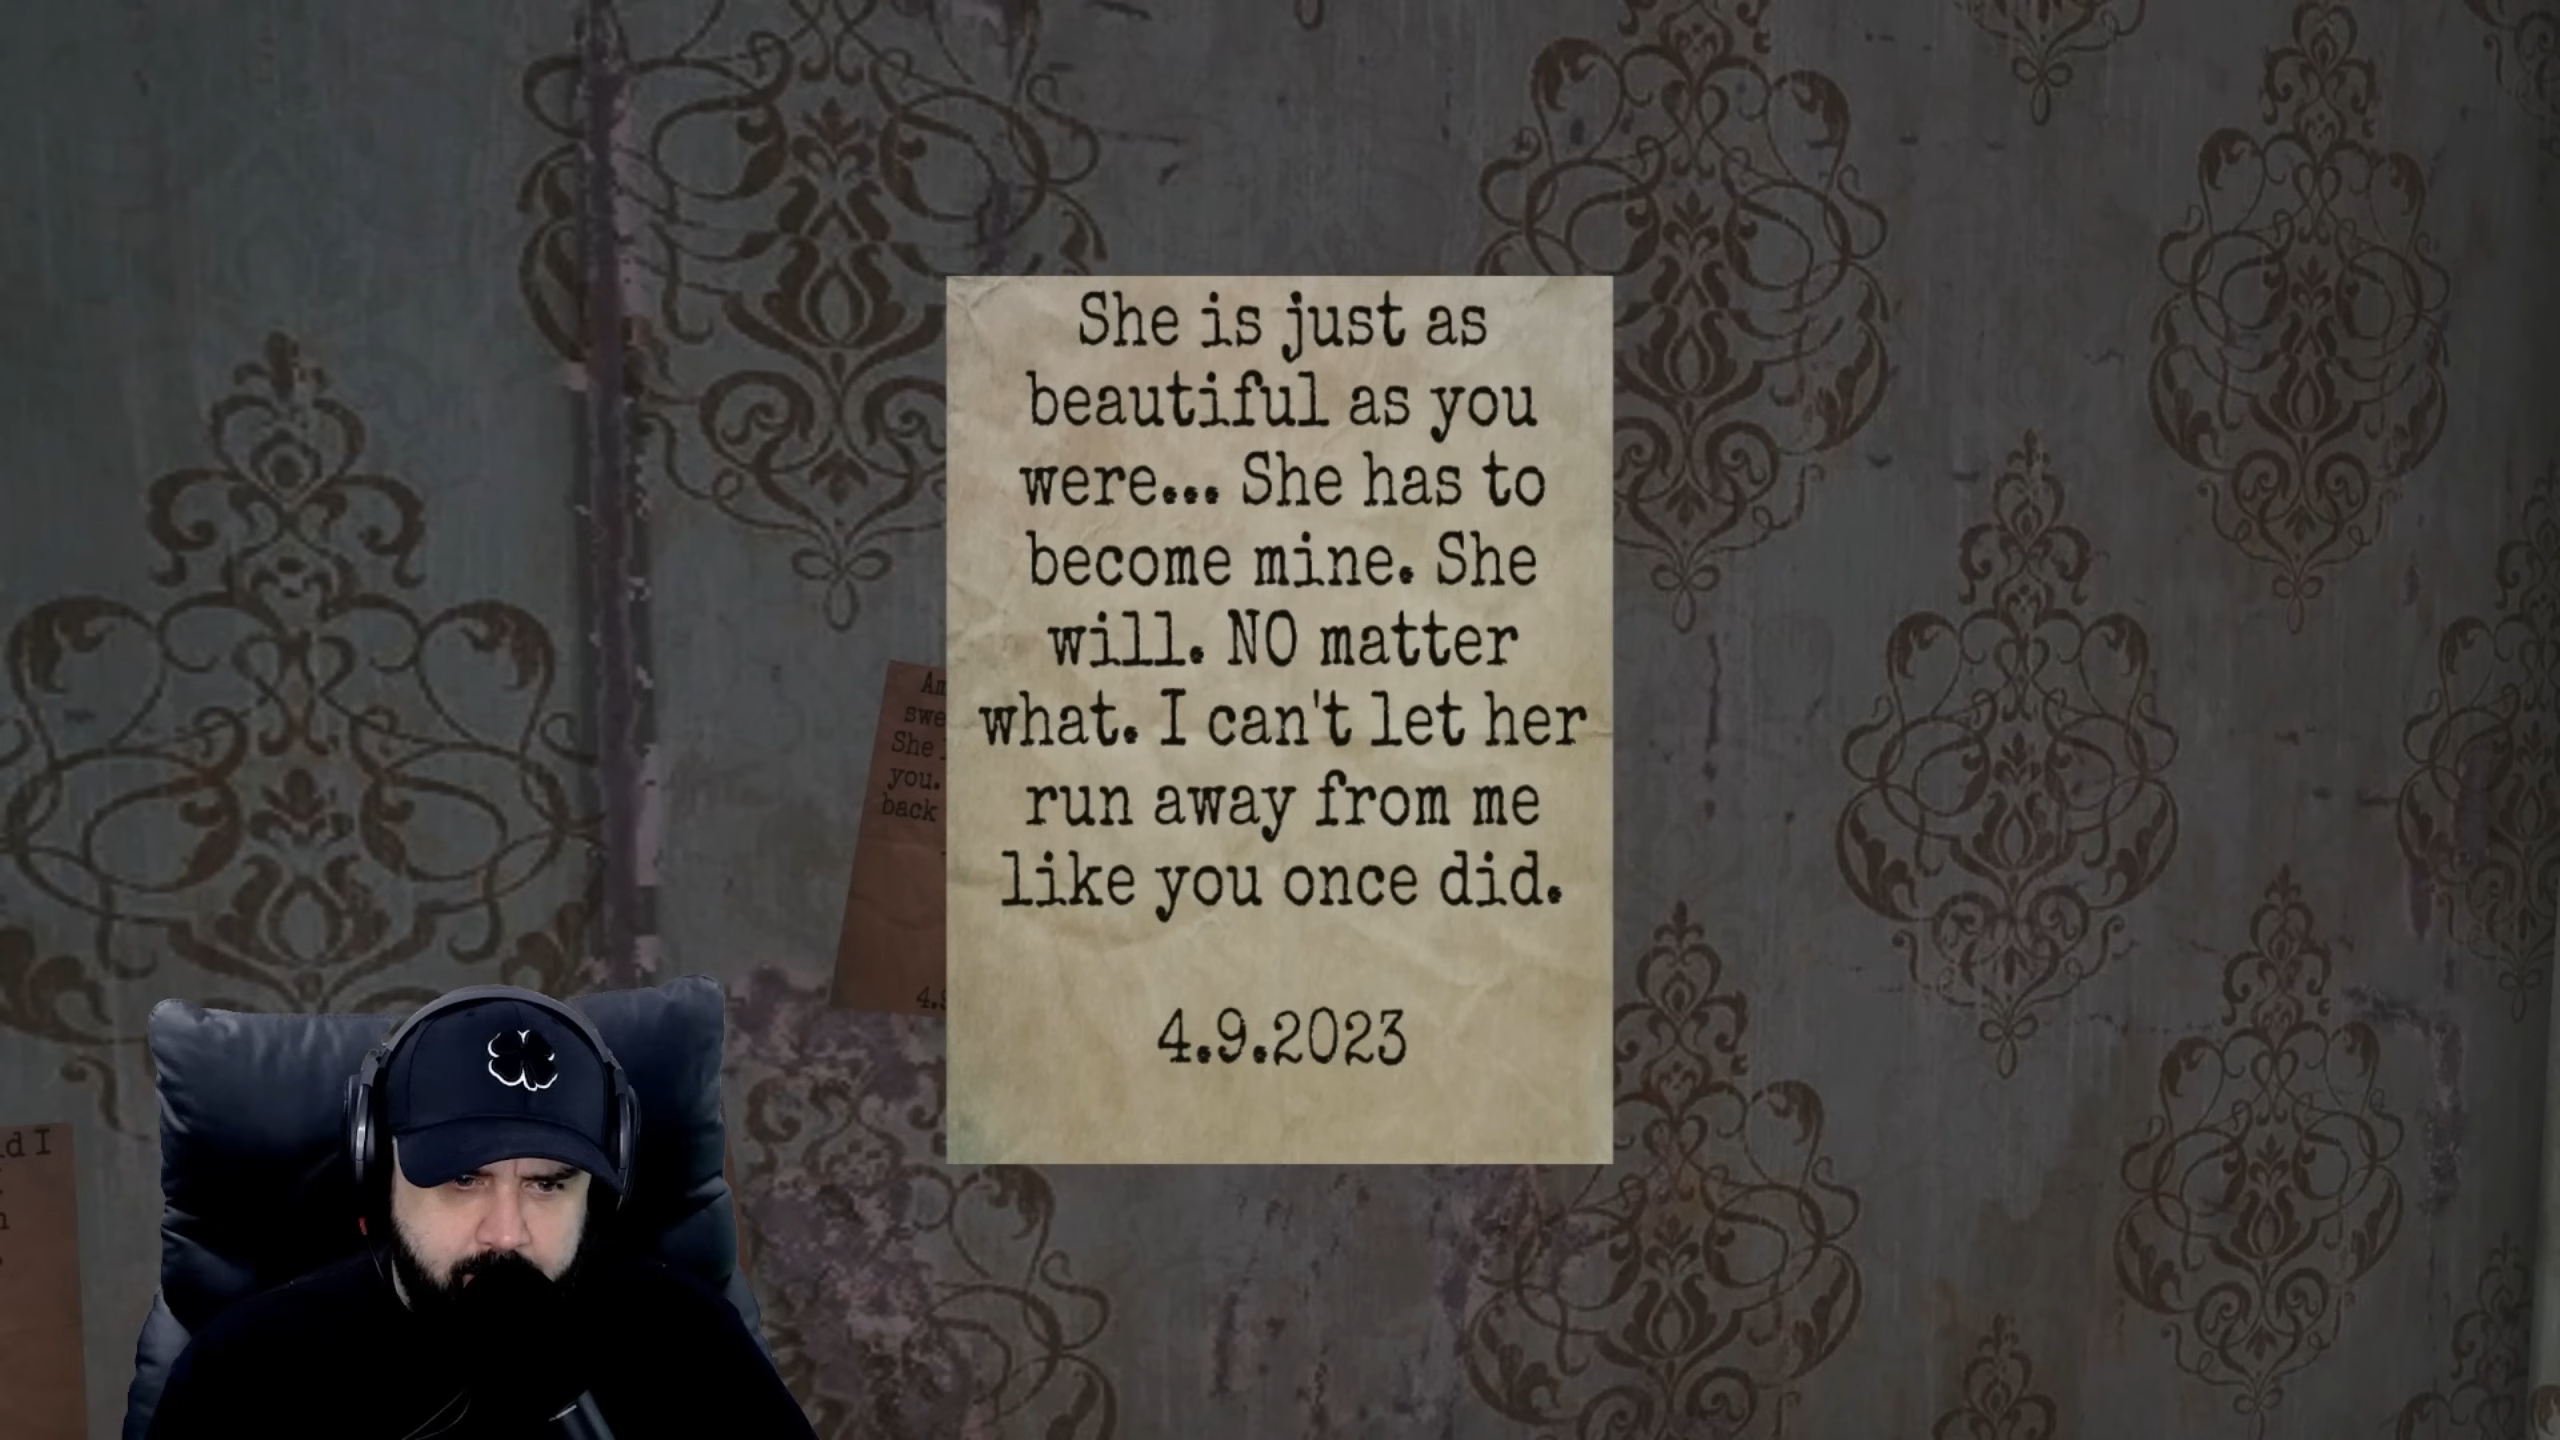 She is just as
beautiful as you
were... She has to
become mine. She
will. NO matter
what. I can't let her
run away from me
like you once did.
4.9.2023
She
you.
back
I